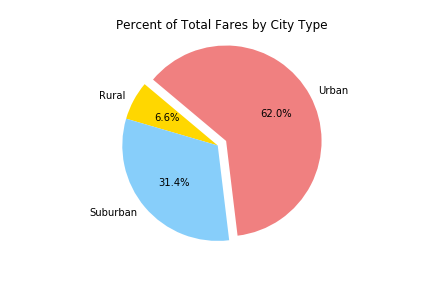 Percent of Total Fares by City Type
Urban
62.0%
Rural
6.6%
31.4%
Suburban